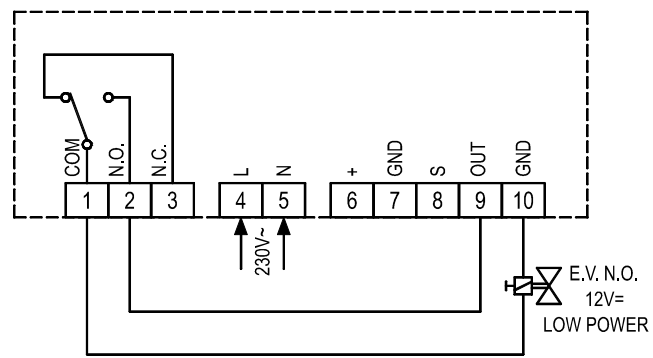 COM N.O. N.C. L N + GND S OUT GND
1 2 3 4 5 6 7 8 9 10
230V~
E.V. N.O.
12V=
LOW POWER